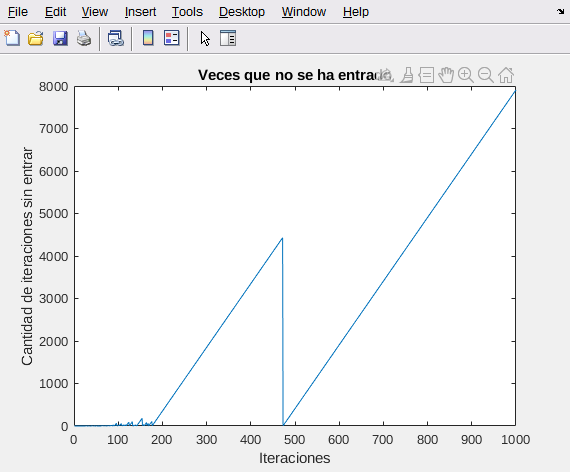 File Edit View Insert Tools Desktop Window Help
Veces que no se ha entrado
8000
7000
6000
5000
4000
3000
2000
1000
0
Cantidad de iteraciones sin entrar
0 100 200 300 400 500 600 700 800 900 1000
Iteraciones